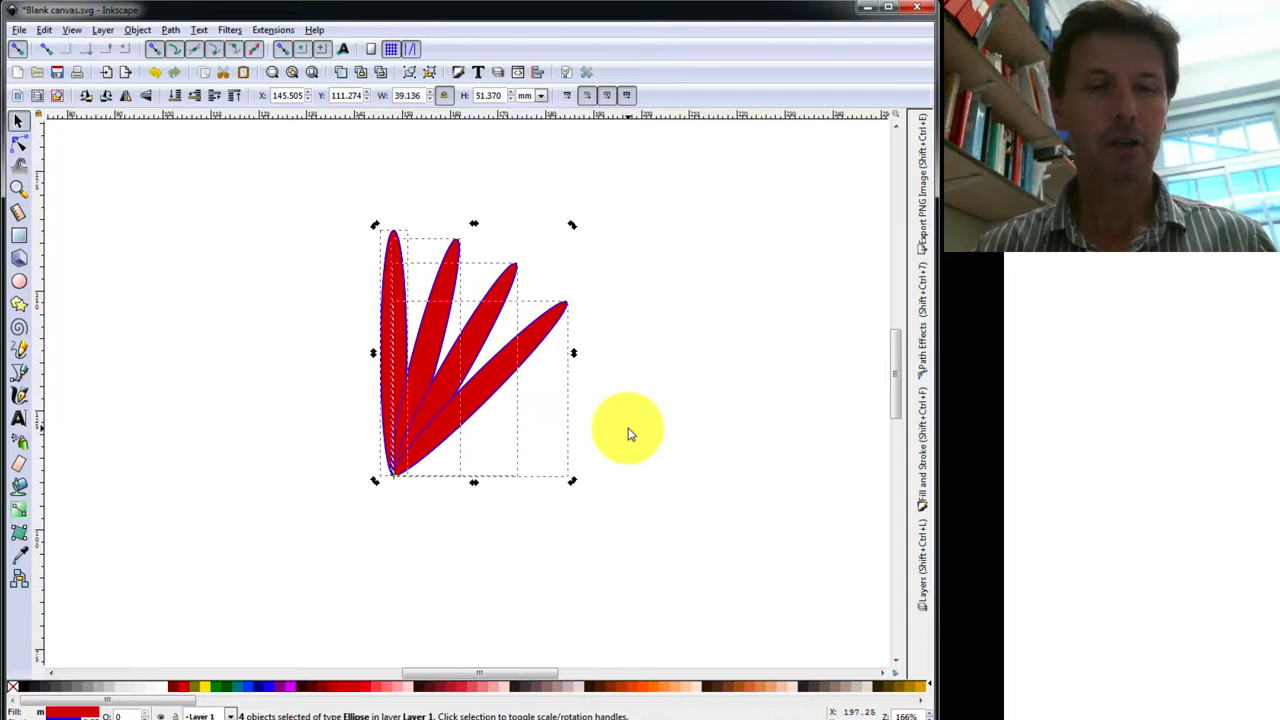 *Blank canvas.svg - Inkscape
File Edit View Layer Object Path Text Filters Extensions Help
X: 145.505 Y: 111.274 W: 39.136 H: 51.370 mm
Export PNG Image (Shift+Ctrl+E)
Path Effects (Shift+Ctrl+7)
Fill and Stroke (Shift+Ctrl+F)
Layers (Shift+Ctrl+L)
Fill: m O: 0 Layer 1 4 objects selected of type Ellipse in layer Layer 1. Click selection to toggle scale/rotation handles. X: 197.25 Z: 166%